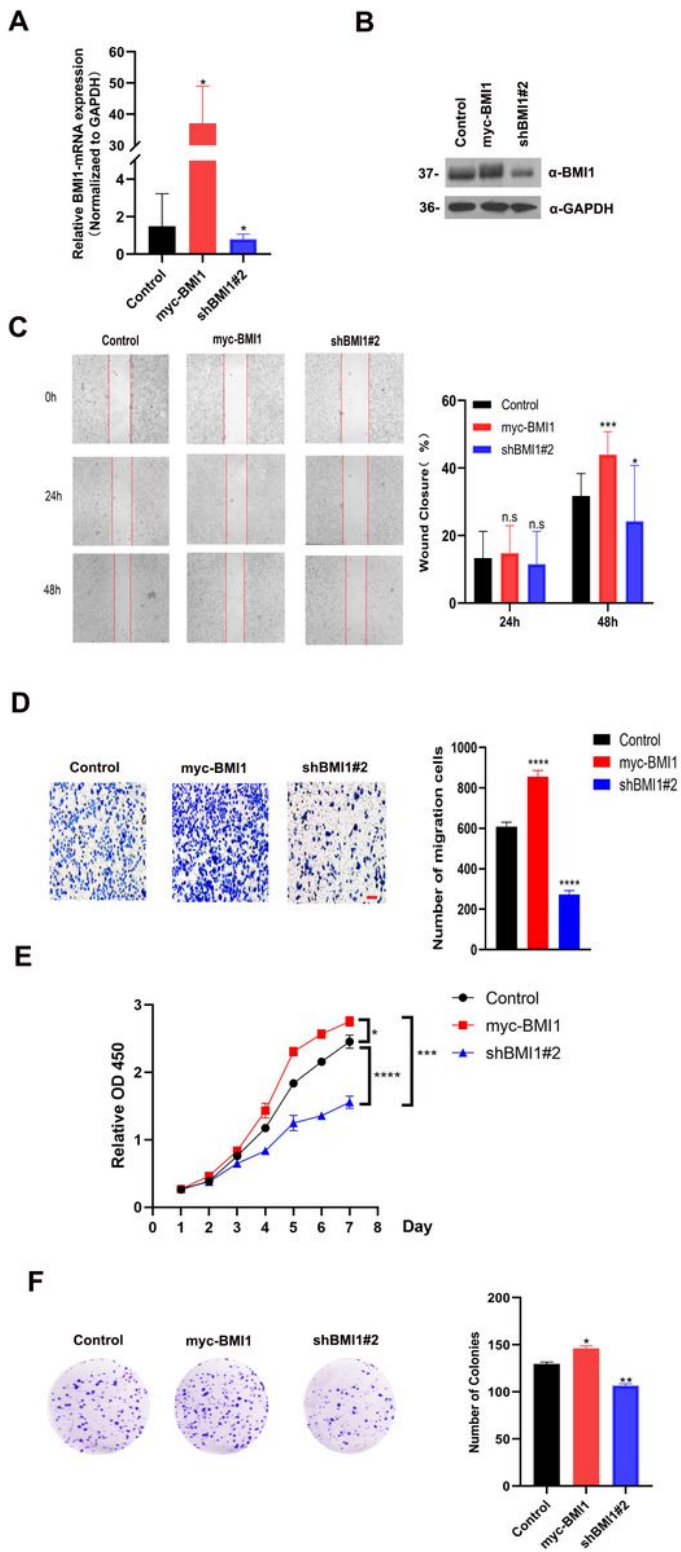 A
Relative BMI1-mRNA expression
(Normalizaed to GAPDH)
60
50
40
30
6
4
2
0
*
*
Control
myc-BMI1
shBMI1#2
B
Control
myc-BMI1
shBMI1#2
37-
α-BMI1
36-
α-GAPDH
C
Control
myc-BMI1
shBMI1#2
0h
24h
48h
Wound Closure( %)
60
40
20
0
Control
myc-BMI1
shBMI1#2
n.s
n.s
***
*
24h
48h
D
Control
myc-BMI1
shBMI1#2
Number of migration cells
1000
800
600
400
200
0
****
****
Control
myc-BMI1
shBMI1#2
E
Relative OD 450
3
2
1
0
0 1 2 3 4 5 6 7 8 Day
Control
myc-BMI1
shBMI1#2
*
****
***
F
Control
myc-BMI1
shBMI1#2
Number of Colonies
200
150
100
50
0
*
**
Control
myc-BMI1
shBMI1#2